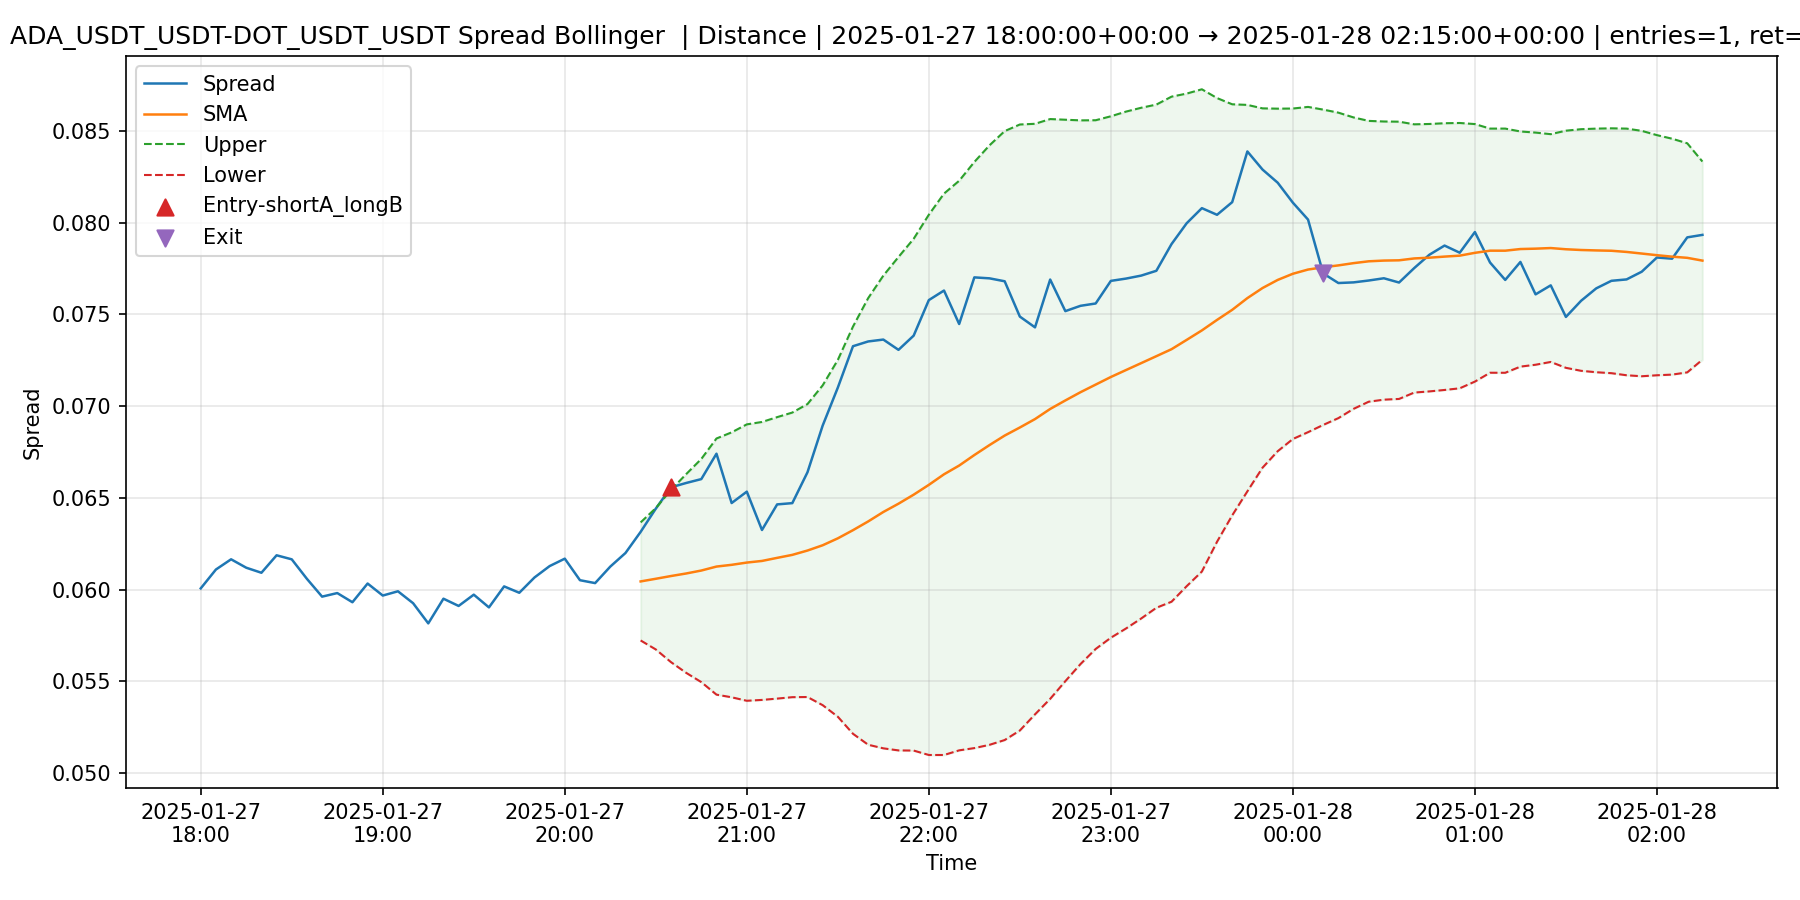 ADA_USDT_USDT-DOT_USDT_USDT Spread Bollinger | Distance | 2025-01-27 18:00:00+00:00 → 2025-01-28 02:15:00+00:00 | entries=1, ret=
Spread
SMA
Upper
Lower
Entry-shortA_longB
Exit
0.085
0.080
0.075
0.070
0.065
0.060
0.055
0.050
Spread
2025-01-27 2025-01-27 2025-01-27 2025-01-27 2025-01-27 2025-01-27 2025-01-28 2025-01-28 2025-01-28
18:00 19:00 20:00 21:00 22:00 23:00 00:00 01:00 02:00
Time